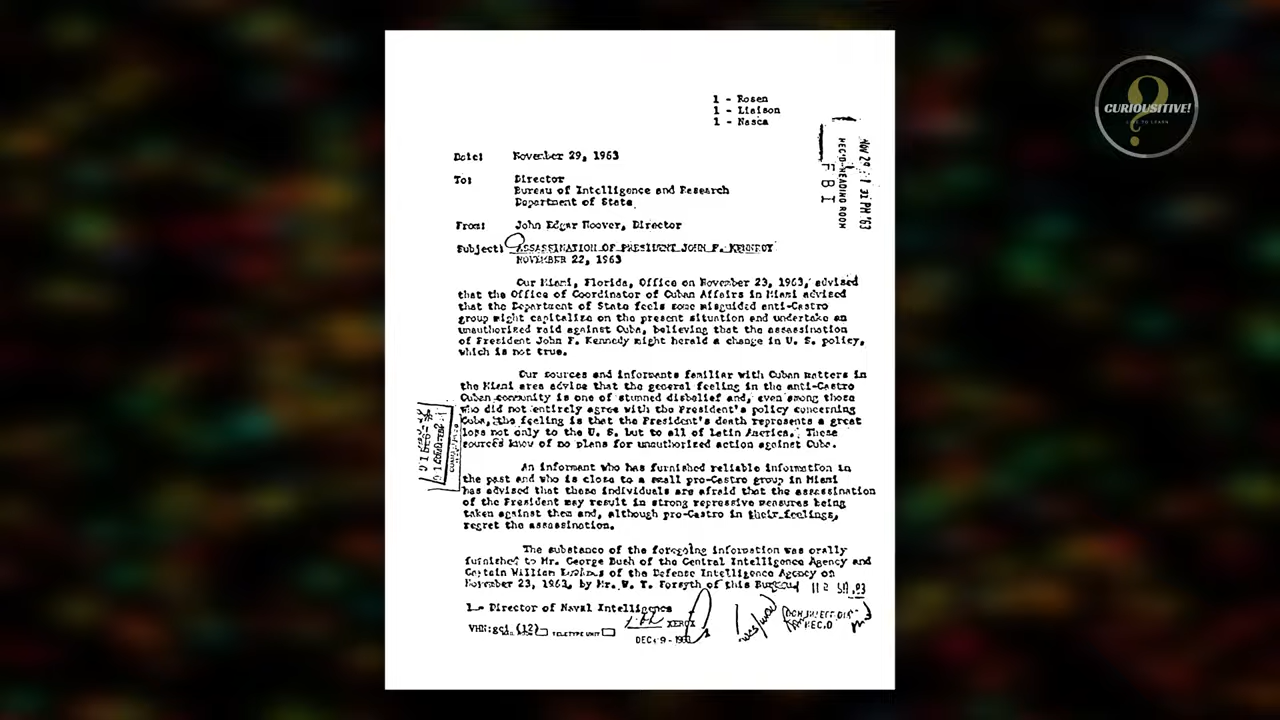 CURIOUSITIVE!
LOVE TO LEARN
1 - Rosen
1 - Liaison
1 - Nasca
Date: November 29, 1963
To: Director
Bureau of Intelligence and Research
Department of State
From: John Edgar Hoover, Director
Subject: ASSASSINATION OF PRESIDENT JOHN F. KENNEDY
NOVEMBER 22, 1963
REC'D-READING ROOM
F B I
Our Miami, Florida, Office on November 23, 1963, advised
that the Office of Coordinator of Cuban Affairs in Miami advised
that the Department of State feels some misguided anti-Castro
group might capitalize on the present situation and undertake an
unauthorized raid against Cuba, believing that the assassination
of President John F. Kennedy might herald a change in U. S. policy,
which is not true.
Our sources and informants familiar with Cuban matters in
the Miami area advise that the general feeling in the anti-Castro
Cuban community is one of stunned disbelief and, even among those
who did not entirely agree with the President's policy concerning
Cuba, the feeling is that the President's death represents a great
loss not only to the U. S. but to all of Latin America. These
sources know of no plans for unauthorized action against Cuba.
An informant who has furnished reliable information in
the past and who is close to a small pro-Castro group in Miami
has advised that these individuals are afraid that the assassination
of the President may result in strong repressive measures being
taken against them and, although pro-Castro in their feelings,
regret the assassination.
The substance of the foregoing information was orally
furnished to Mr. George Bush of the Central Intelligence Agency and
Captain William of the Defense Intelligence Agency on
November 23, 1963, by Mr. W. T. Forsyth of this Bureau
1 - Director of Naval Intelligence
VHN:gci (12)
TELETYPE UNIT
XEROX